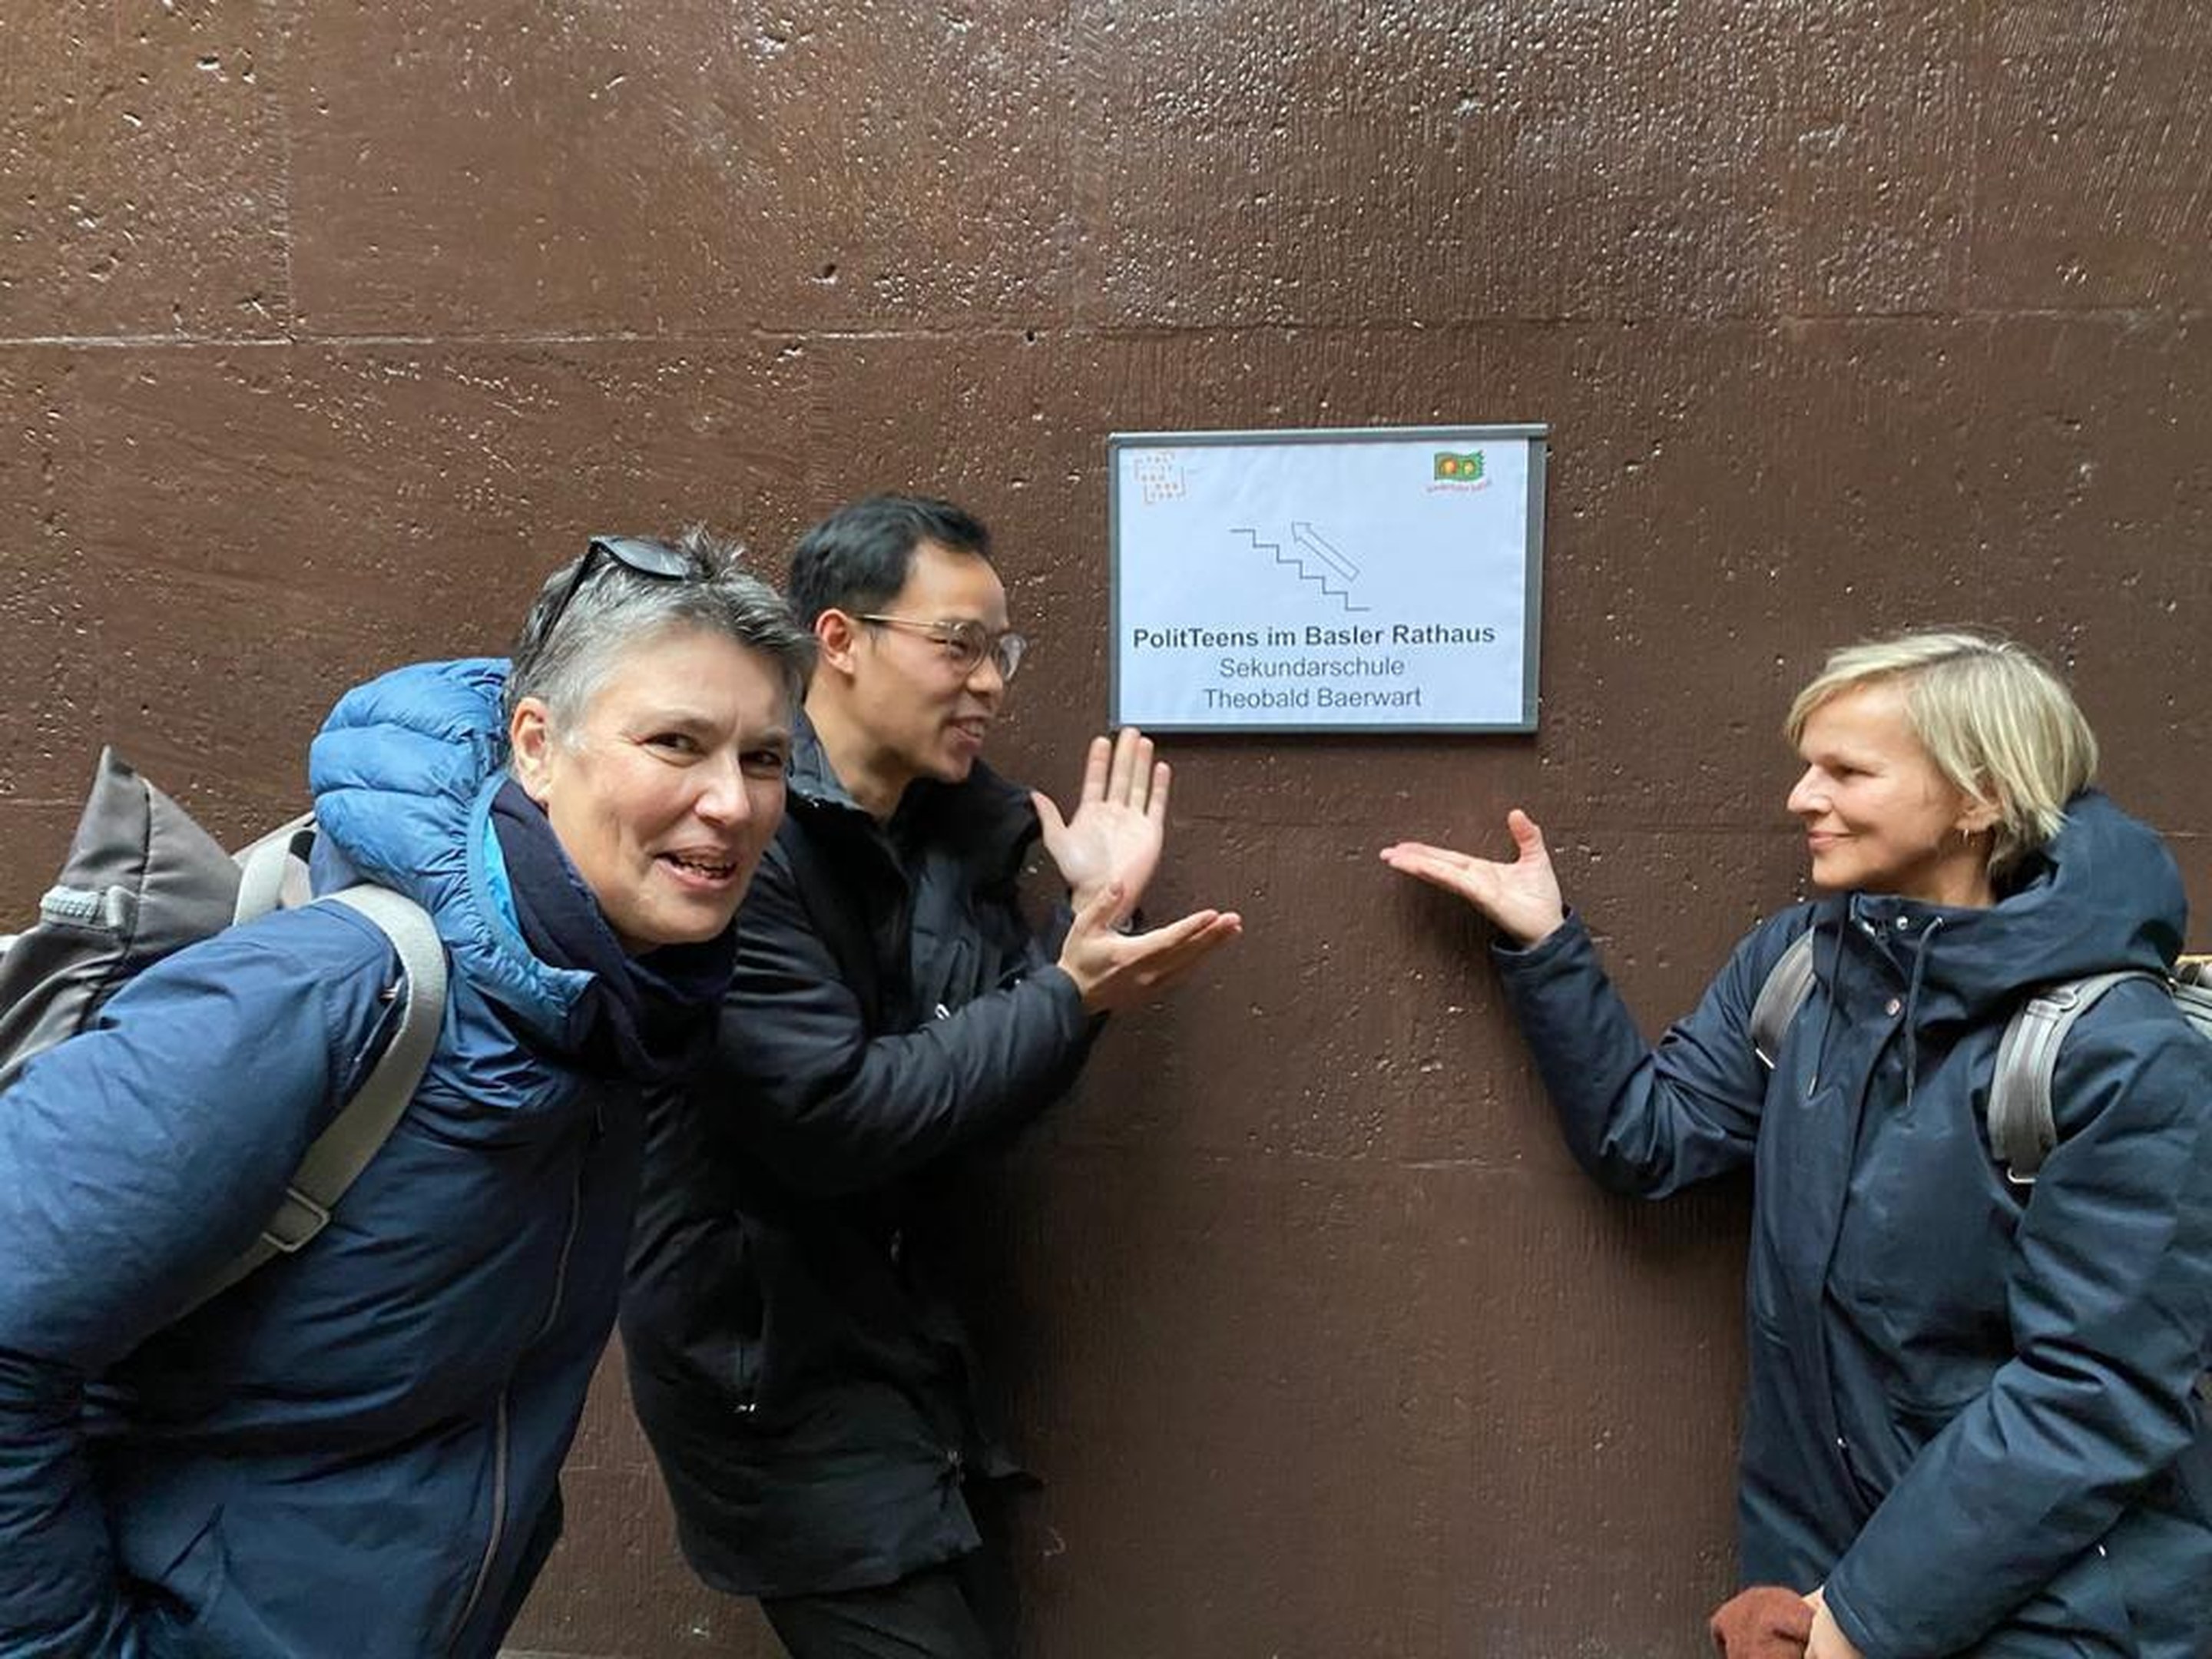 PolitTeens im Basler Rathaus
Sekundarschule
Theobald Baerwart